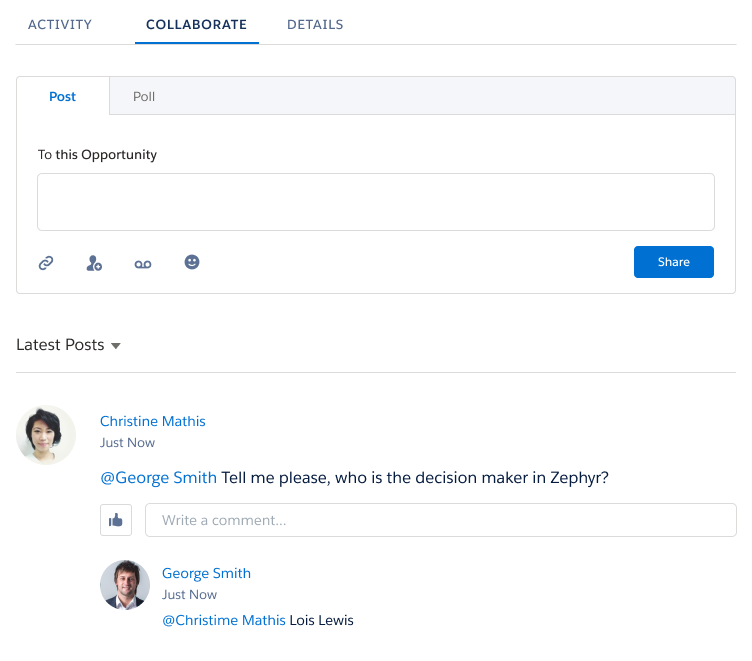 ACTIVITY COLLABORATE DETAILS
Post Poll
To this Opportunity
Share
Latest Posts
Christine Mathis
Just Now
@George Smith Tell me please, who is the decision maker in Zephyr?
Write a comment...
George Smith
Just Now
@Christime Mathis Lois Lewis